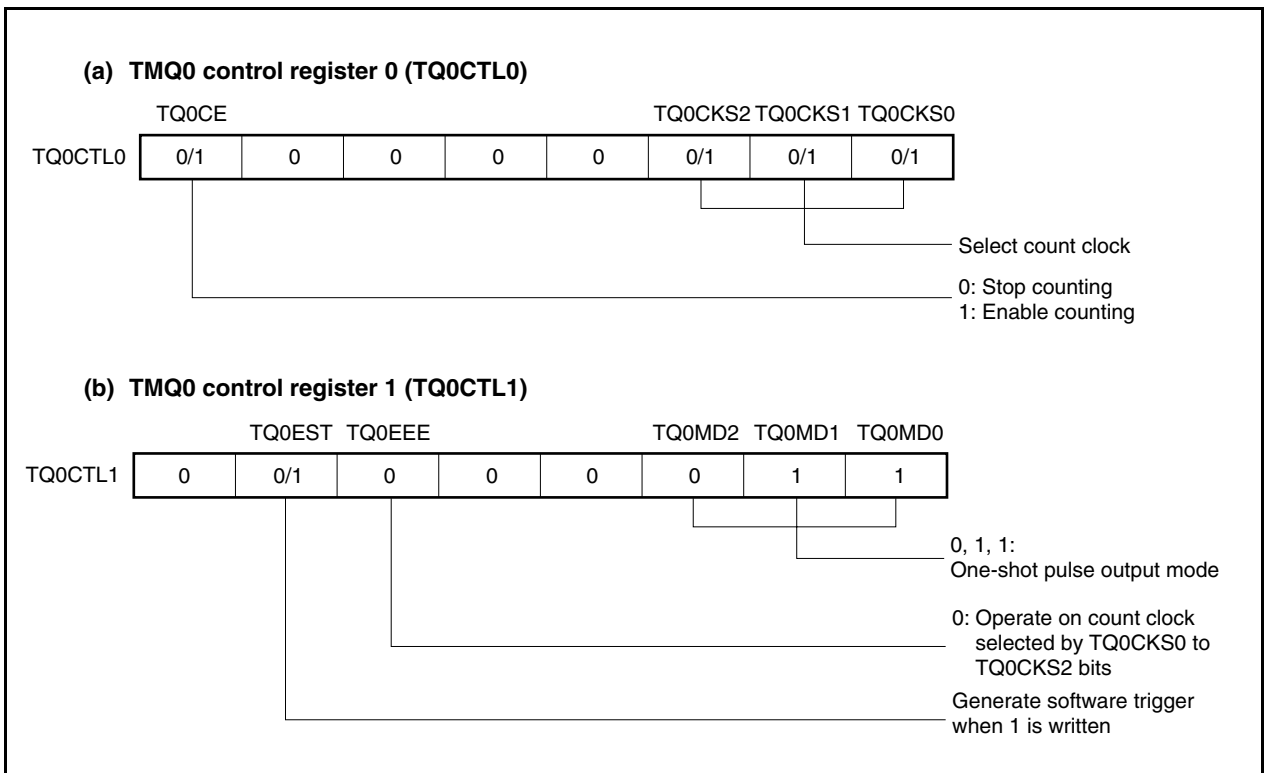 (a) TMQ0 control register 0 (TQ0CTL0)
TQ0CE TQ0CKS2 TQ0CKS1 TQ0CKS0
TQ0CTL0 0/1 0 0 0 0 0/1 0/1 0/1
Select count clock
0: Stop counting
1: Enable counting
(b) TMQ0 control register 1 (TQ0CTL1)
TQ0EST TQ0EEE TQ0MD2 TQ0MD1 TQ0MD0
TQ0CTL1 0 0/1 0 0 0 0 1 1
0, 1, 1:
One-shot pulse output mode
0: Operate on count clock
selected by TQ0CKS0 to
TQ0CKS2 bits
Generate software trigger
when 1 is written